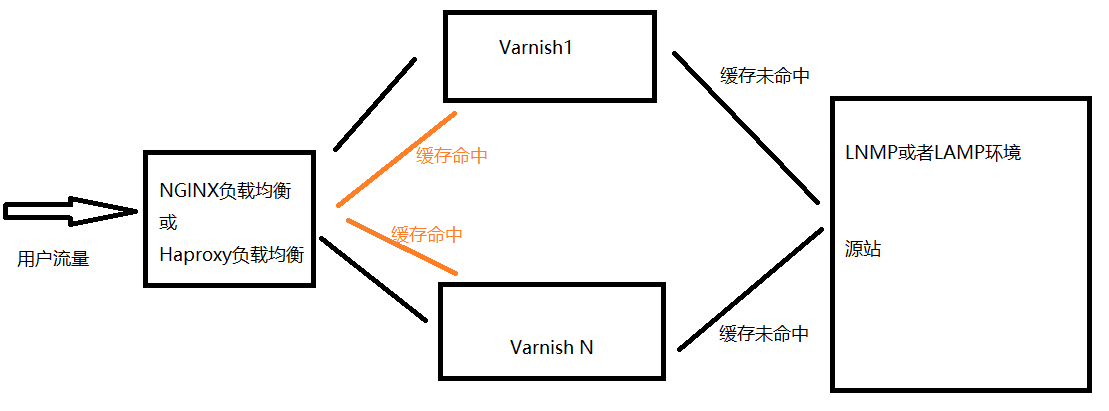 Varnish1
缓存未命中
缓存命中
LNMP或者LAMP环境
NGINX负载均衡
或
Haproxy负载均衡
用户流量
缓存命中
源站
Varnish N
缓存未命中